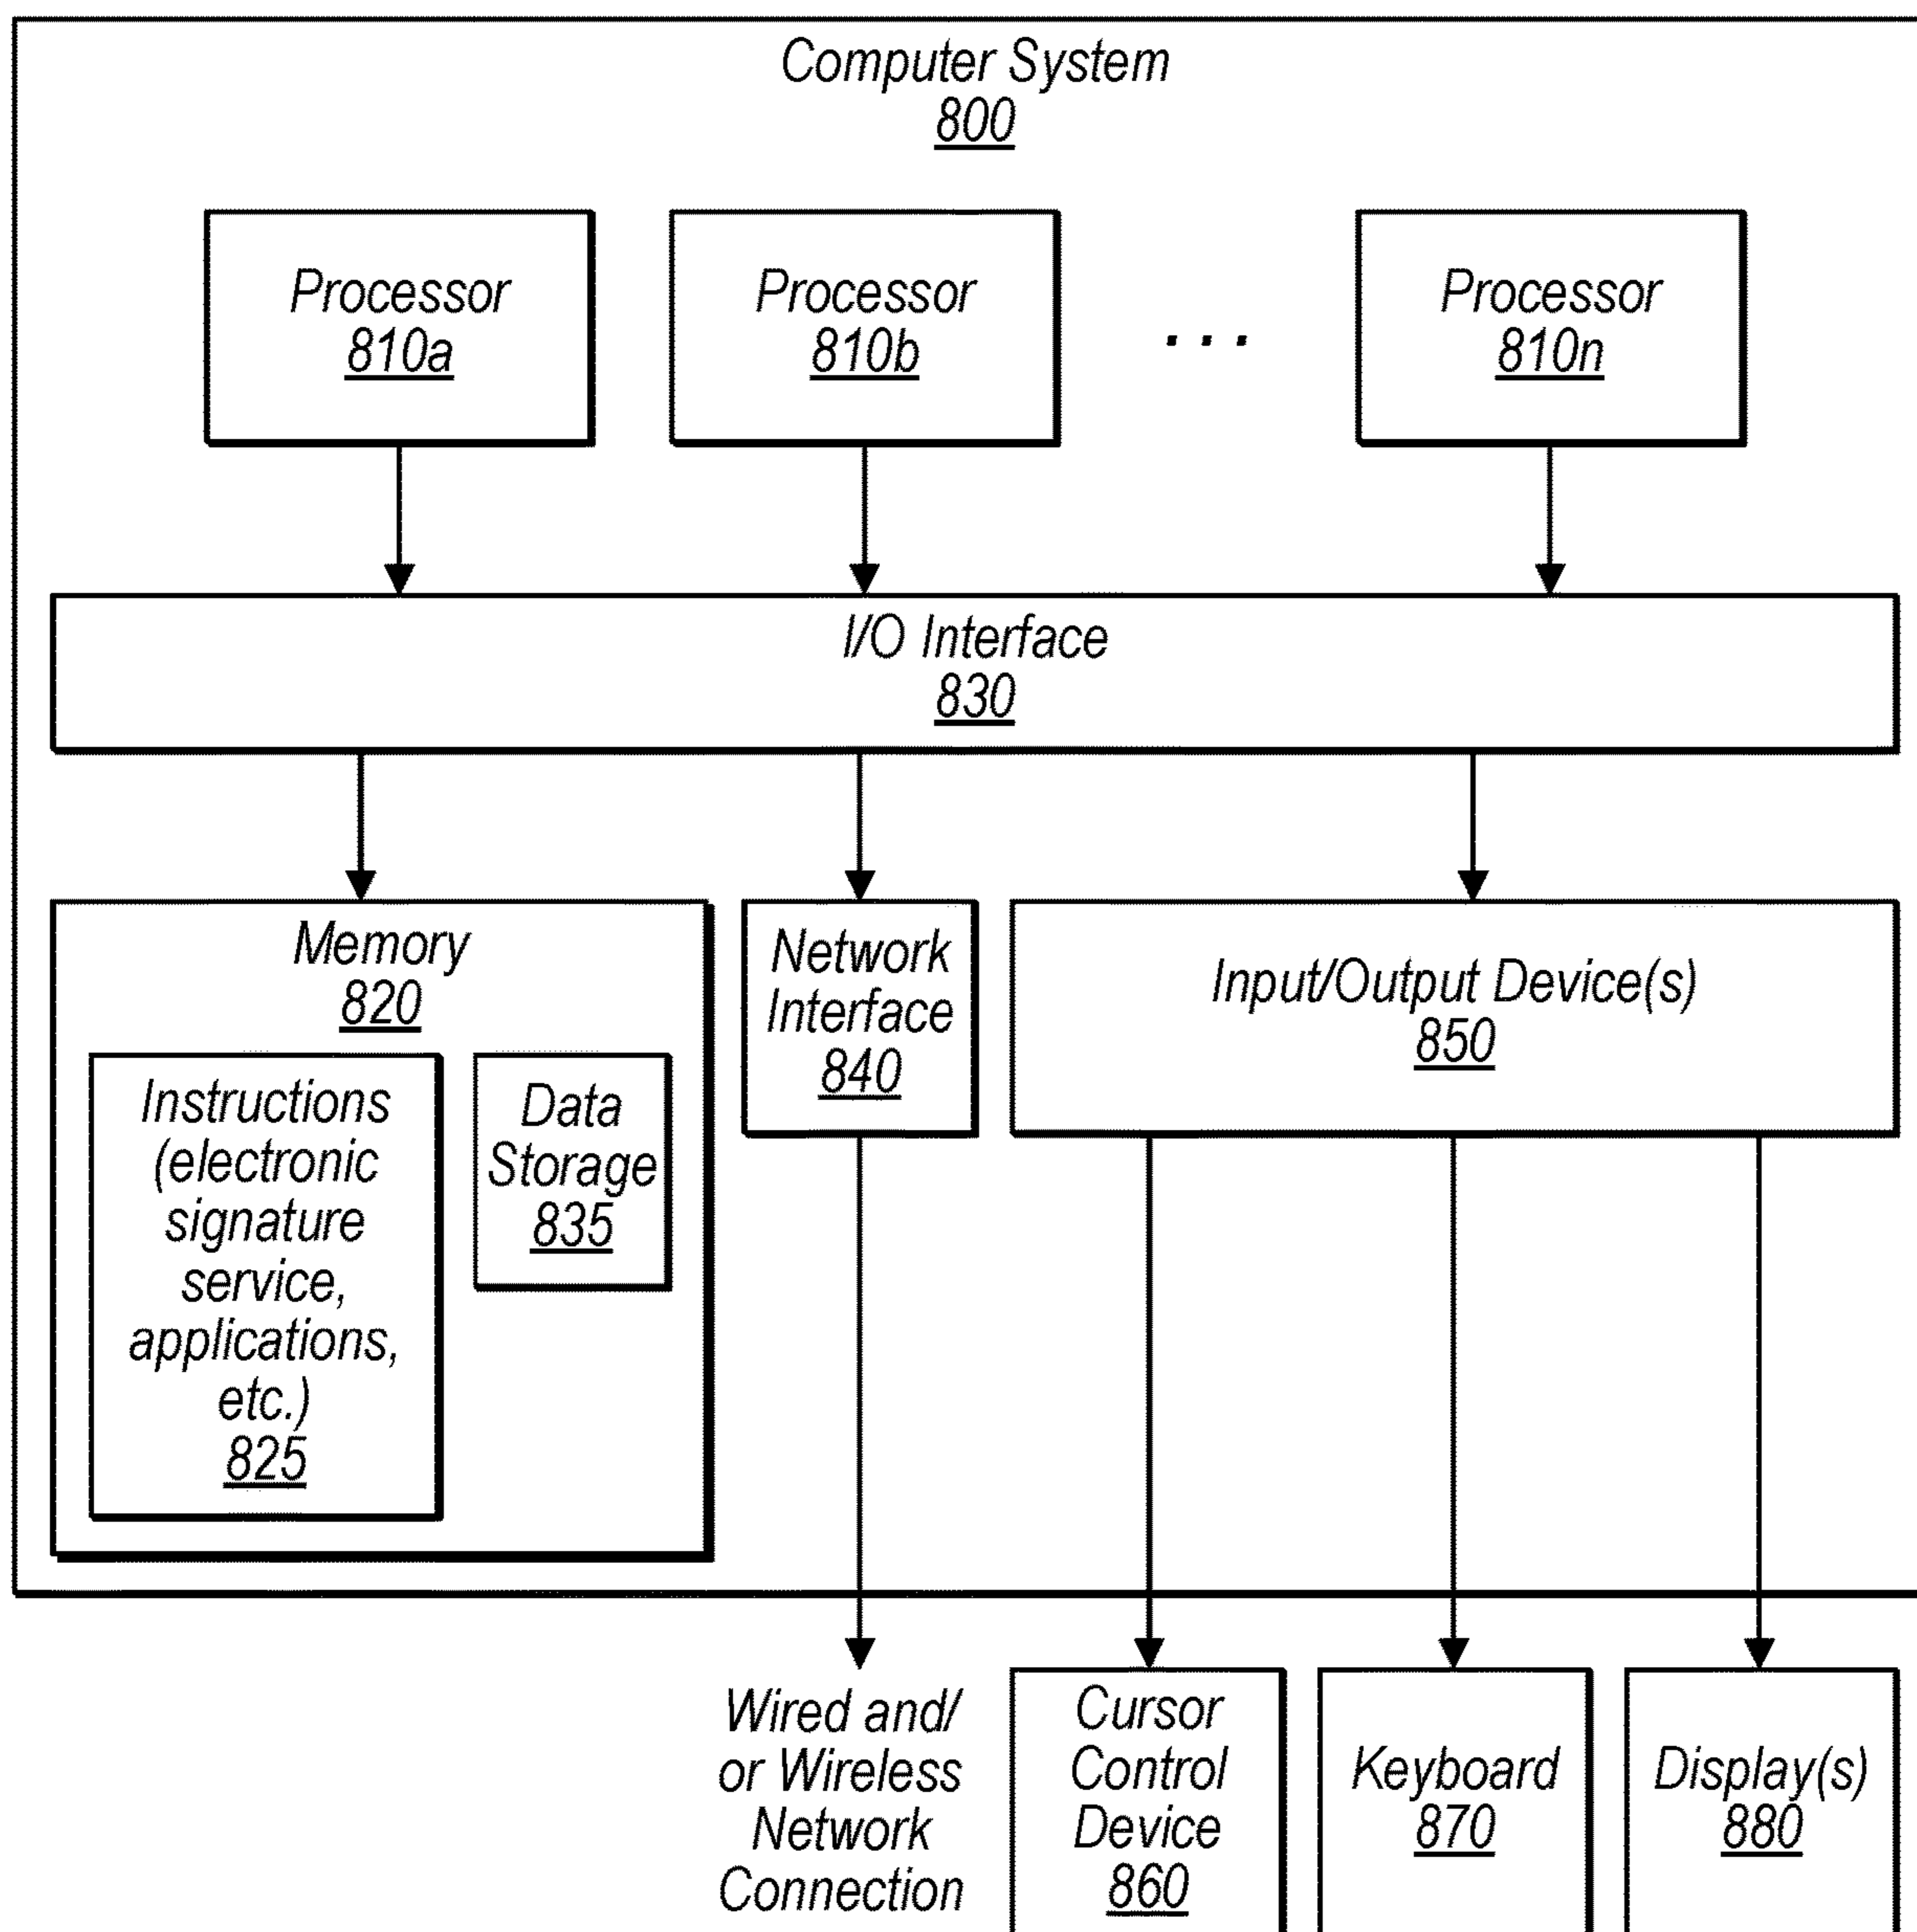 Computer System
800
Processor
810a
Processor
810b
. . .
Processor
810n
I/O Interface
830
Memory
820
Instructions
(electronic
signature
service,
applications,
etc.)
825
Data
Storage
835
Network
Interface
840
Input/Output Device(s)
850
Wired and/
or Wireless
Network
Connection
Cursor
Control
Device
860
Keyboard
870
Display(s)
880